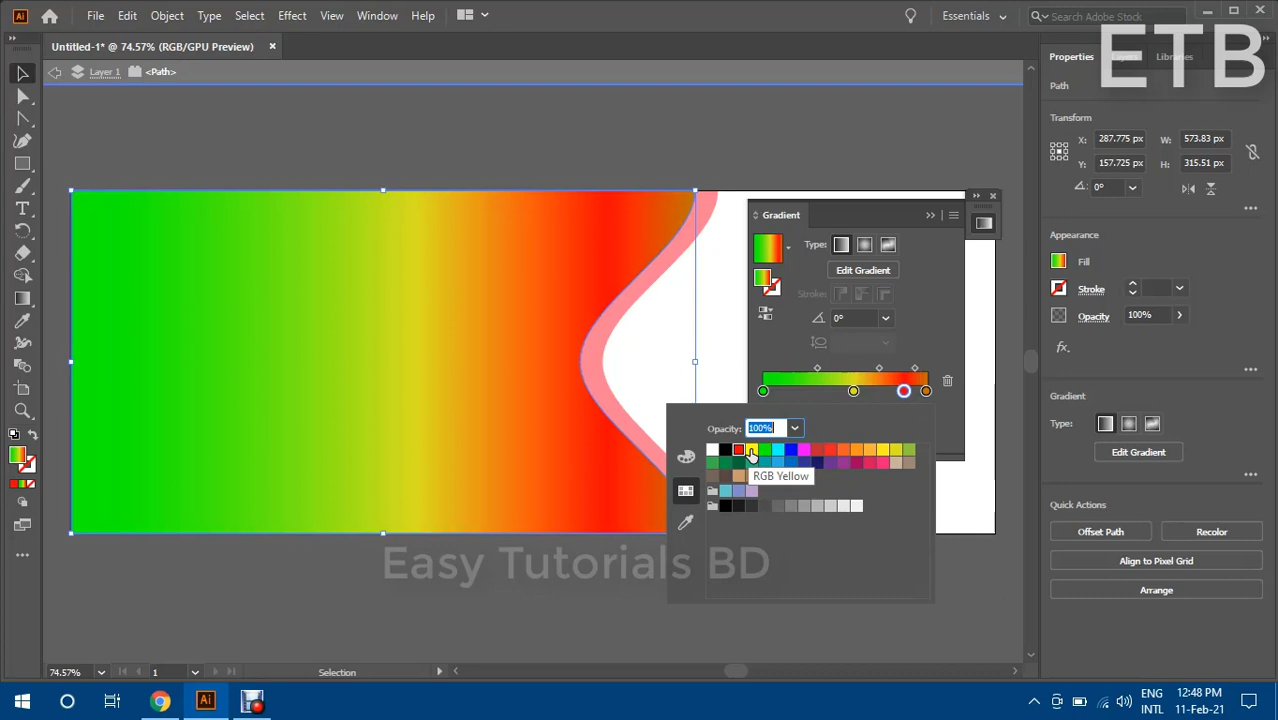 File Edit Object Type Select Effect View Window Help
Essentials
Search Adobe Stock
Untitled-1* @ 74.57% (RGB/GPU Preview)
Layer 1 <Path>
ETB
Properties Layers Libraries
Path
Transform
X: 287.775 px W: 573.83 px
Y: 157.725 px H: 315.51 px
0°
Appearance
Fill
Stroke
Opacity 100%
fx.
Gradient
Edit Gradient
Quick Actions
Offset Path Recolor
Align to Pixel Grid
Arrange
Gradient
Type:
Edit Gradient
Stroke:
0°
Opacity: 100%
RGB Yellow
Easy Tutorials BD
74.57% 1 Selection
Ai
ENG
INTL
12:48 PM
11-Feb-21